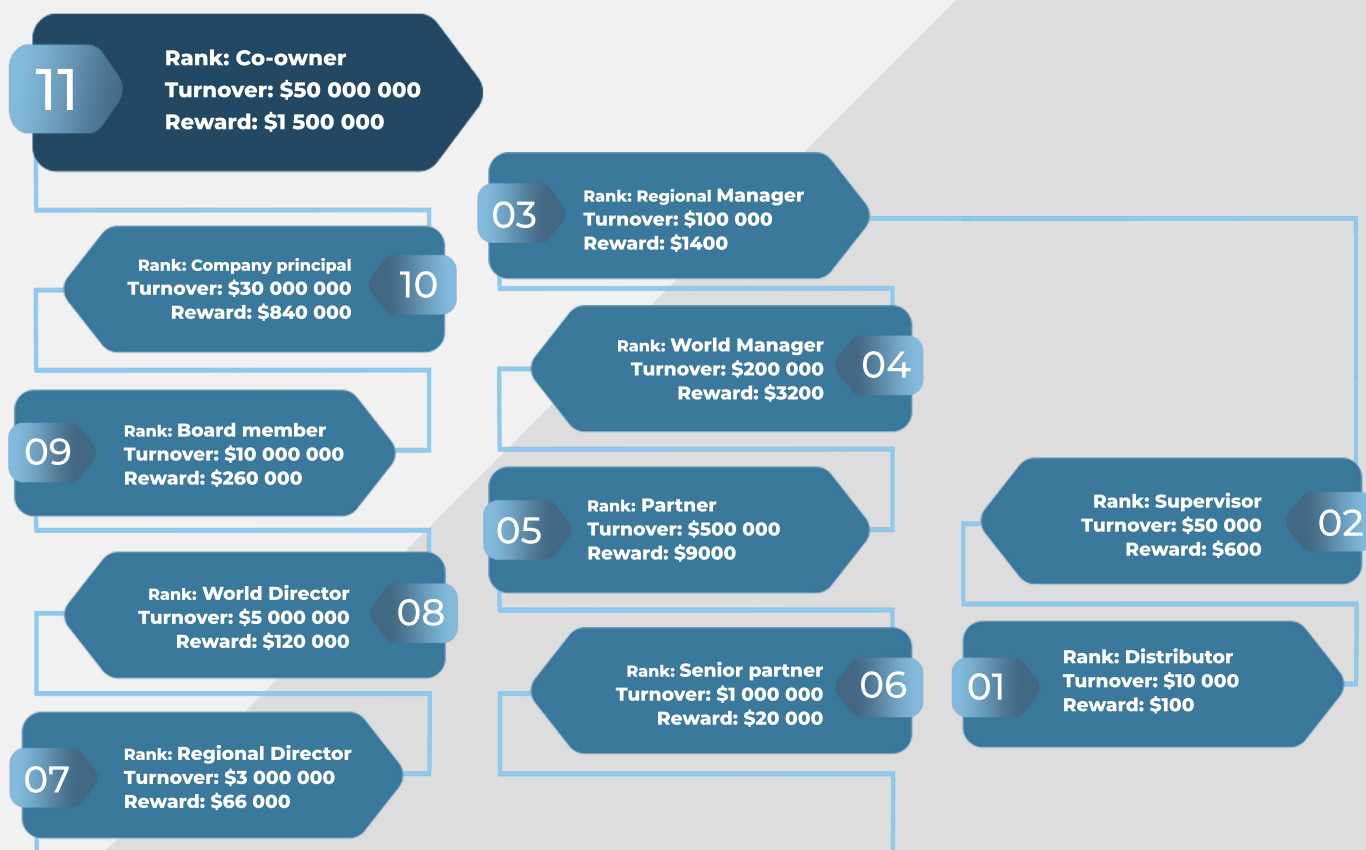 11
Rank: Co-owner
Turnover: $50 000 000
Reward: $1 500 000
Rank: Company principal
Turnover: $30 000 000
Reward: $840 000
10
09
Rank: Board member
Turnover: $10 000 000
Reward: $260 000
Rank: World Director
Turnover: $5 000 000
Reward: $120 000
08
07
Rank: Regional Director
Turnover: $3 000 000
Reward: $66 000
03
Rank: Regional Manager
Turnover: $100 000
Reward: $1400
Rank: World Manager
Turnover: $200 000
Reward: $3200
04
05
Rank: Partner
Turnover: $500 000
Reward: $9000
Rank: Senior partner
Turnover: $1 000 000
Reward: $20 000
06
Rank: Supervisor
Turnover: $50 000
Reward: $600
02
01
Rank: Distributor
Turnover: $10 000
Reward: $100